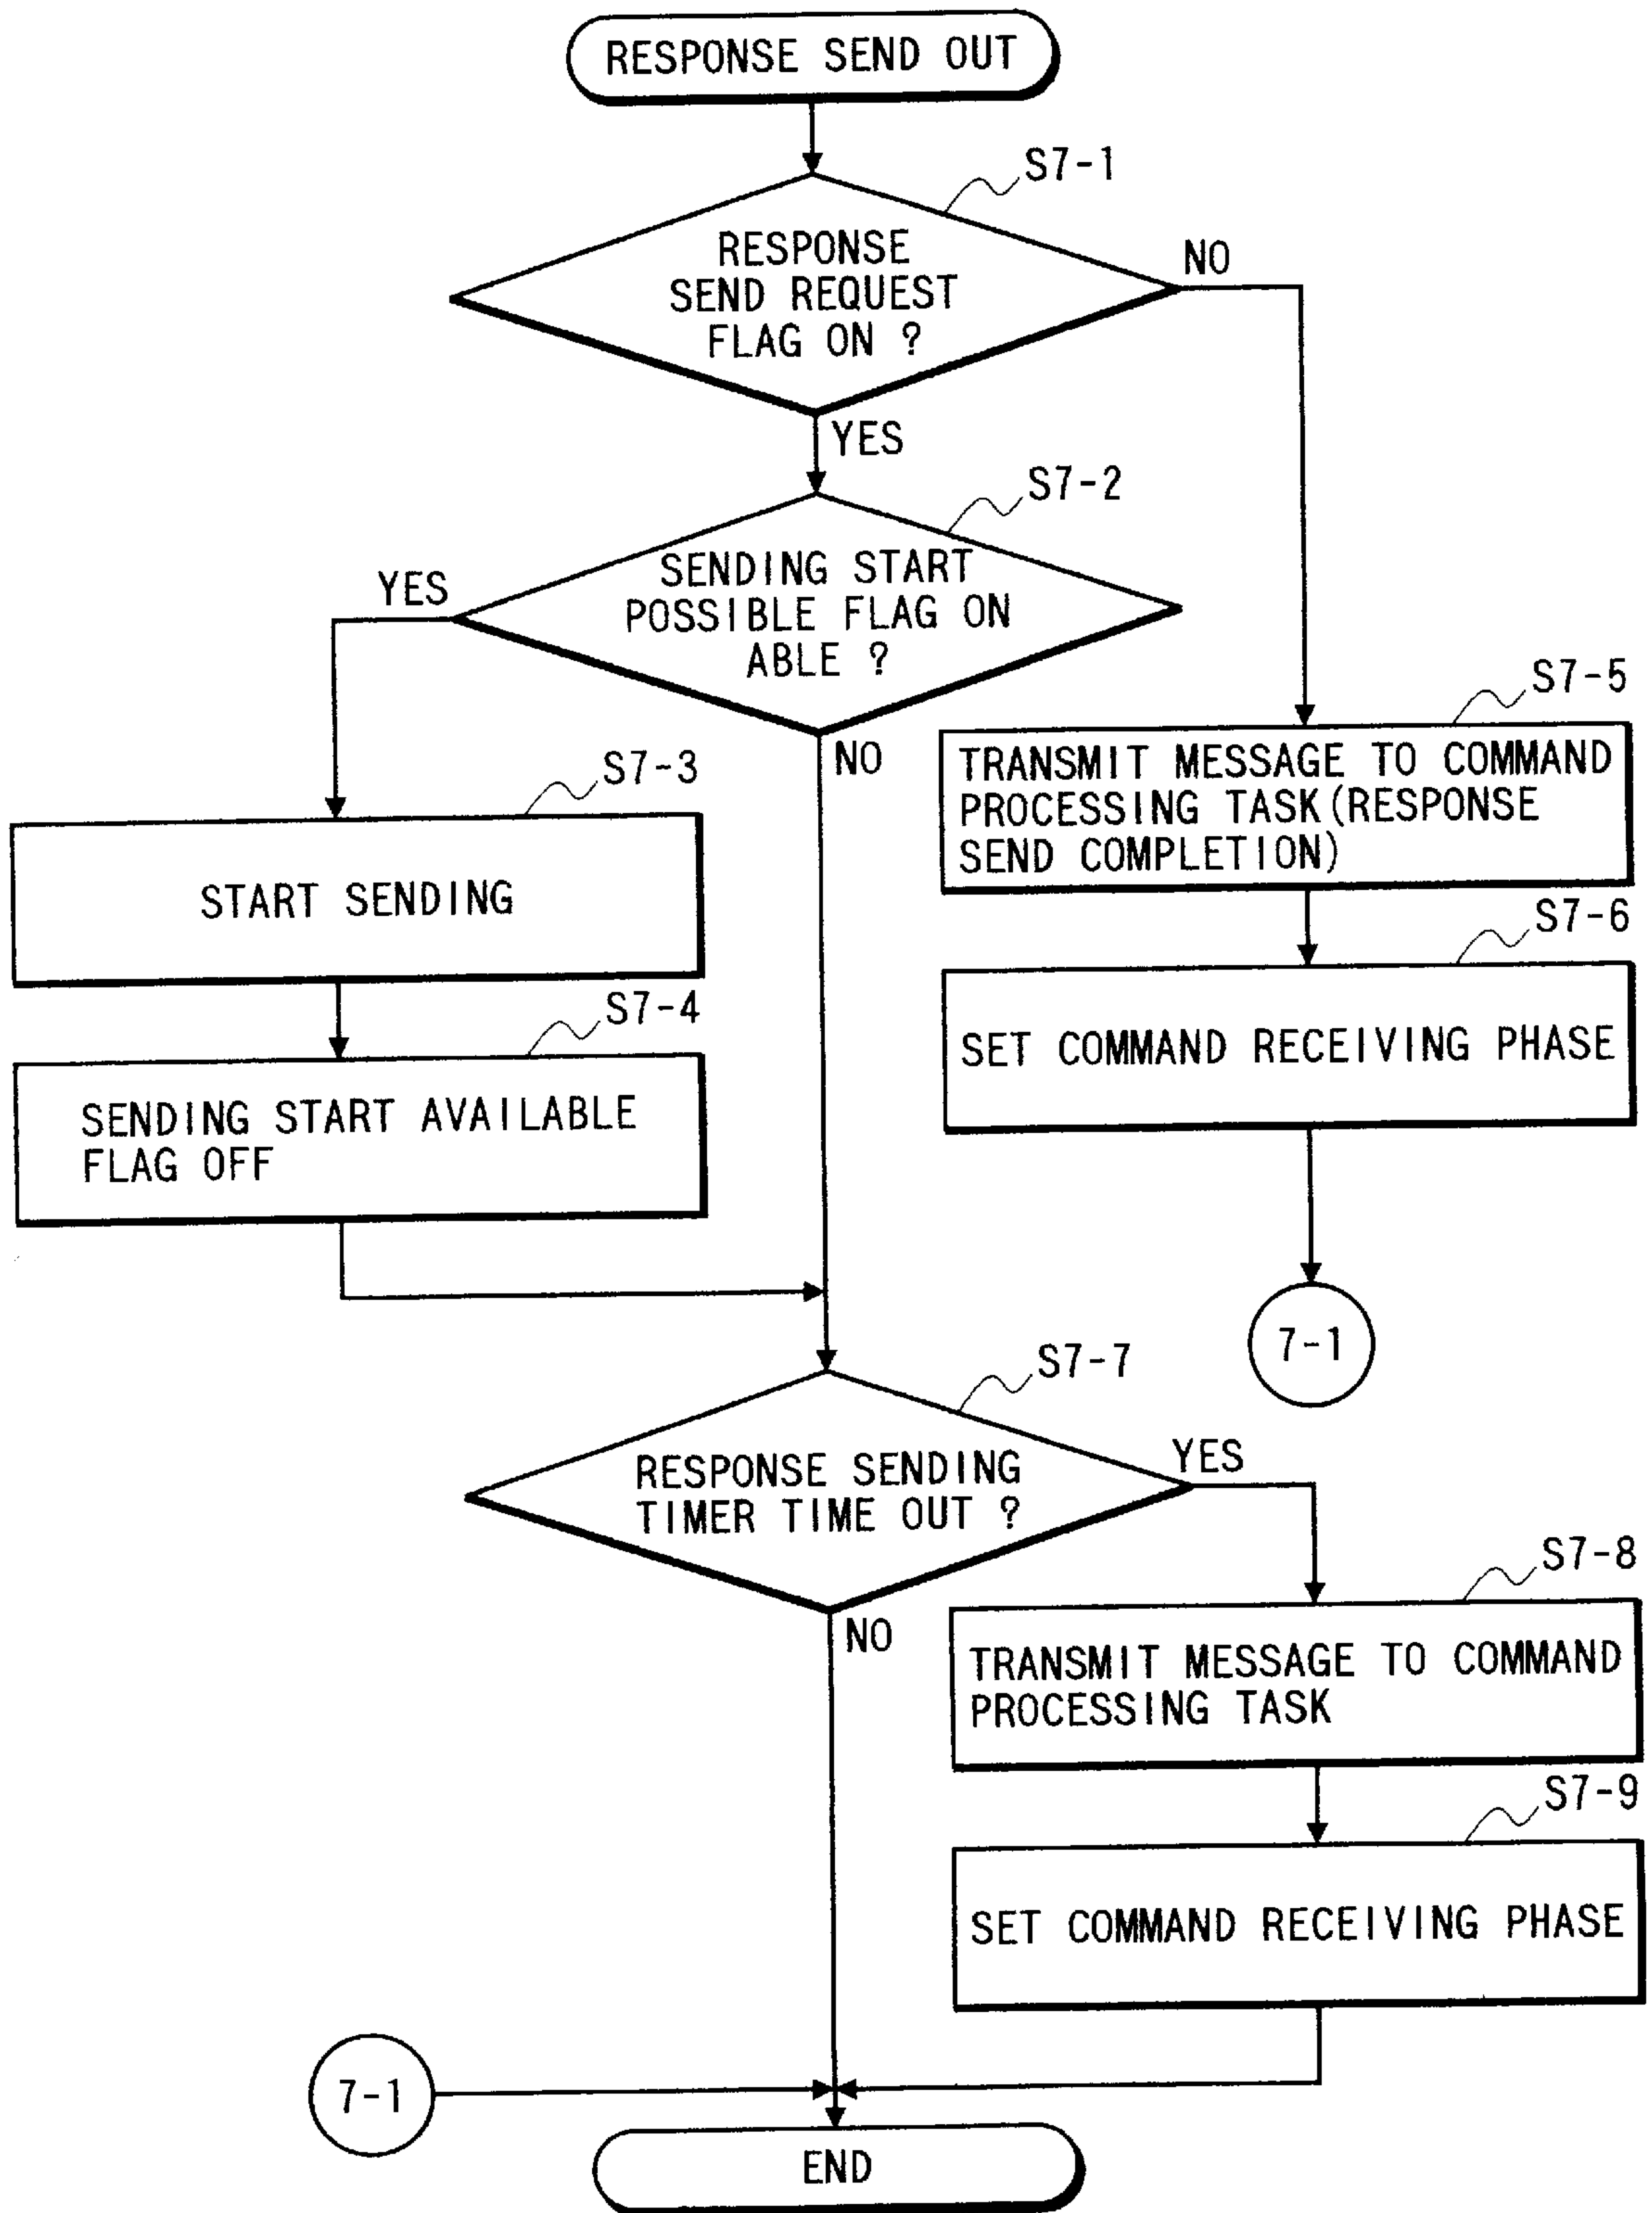 RESPONSE SEND OUT
S7-1
RESPONSE
SEND REQUEST
FLAG ON ?
NO
YES
S7-2
SENDING START
POSSIBLE FLAG ON
ABLE ?
YES
NO
S7-3
START SENDING
S7-4
SENDING START AVAILABLE
FLAG OFF
S7-5
TRANSMIT MESSAGE TO COMMAND
PROCESSING TASK(RESPONSE
SEND COMPLETION)
S7-6
SET COMMAND RECEIVING PHASE
7-1
S7-7
RESPONSE SENDING
TIMER TIME OUT ?
YES
NO
S7-8
TRANSMIT MESSAGE TO COMMAND
PROCESSING TASK
S7-9
SET COMMAND RECEIVING PHASE
7-1
END